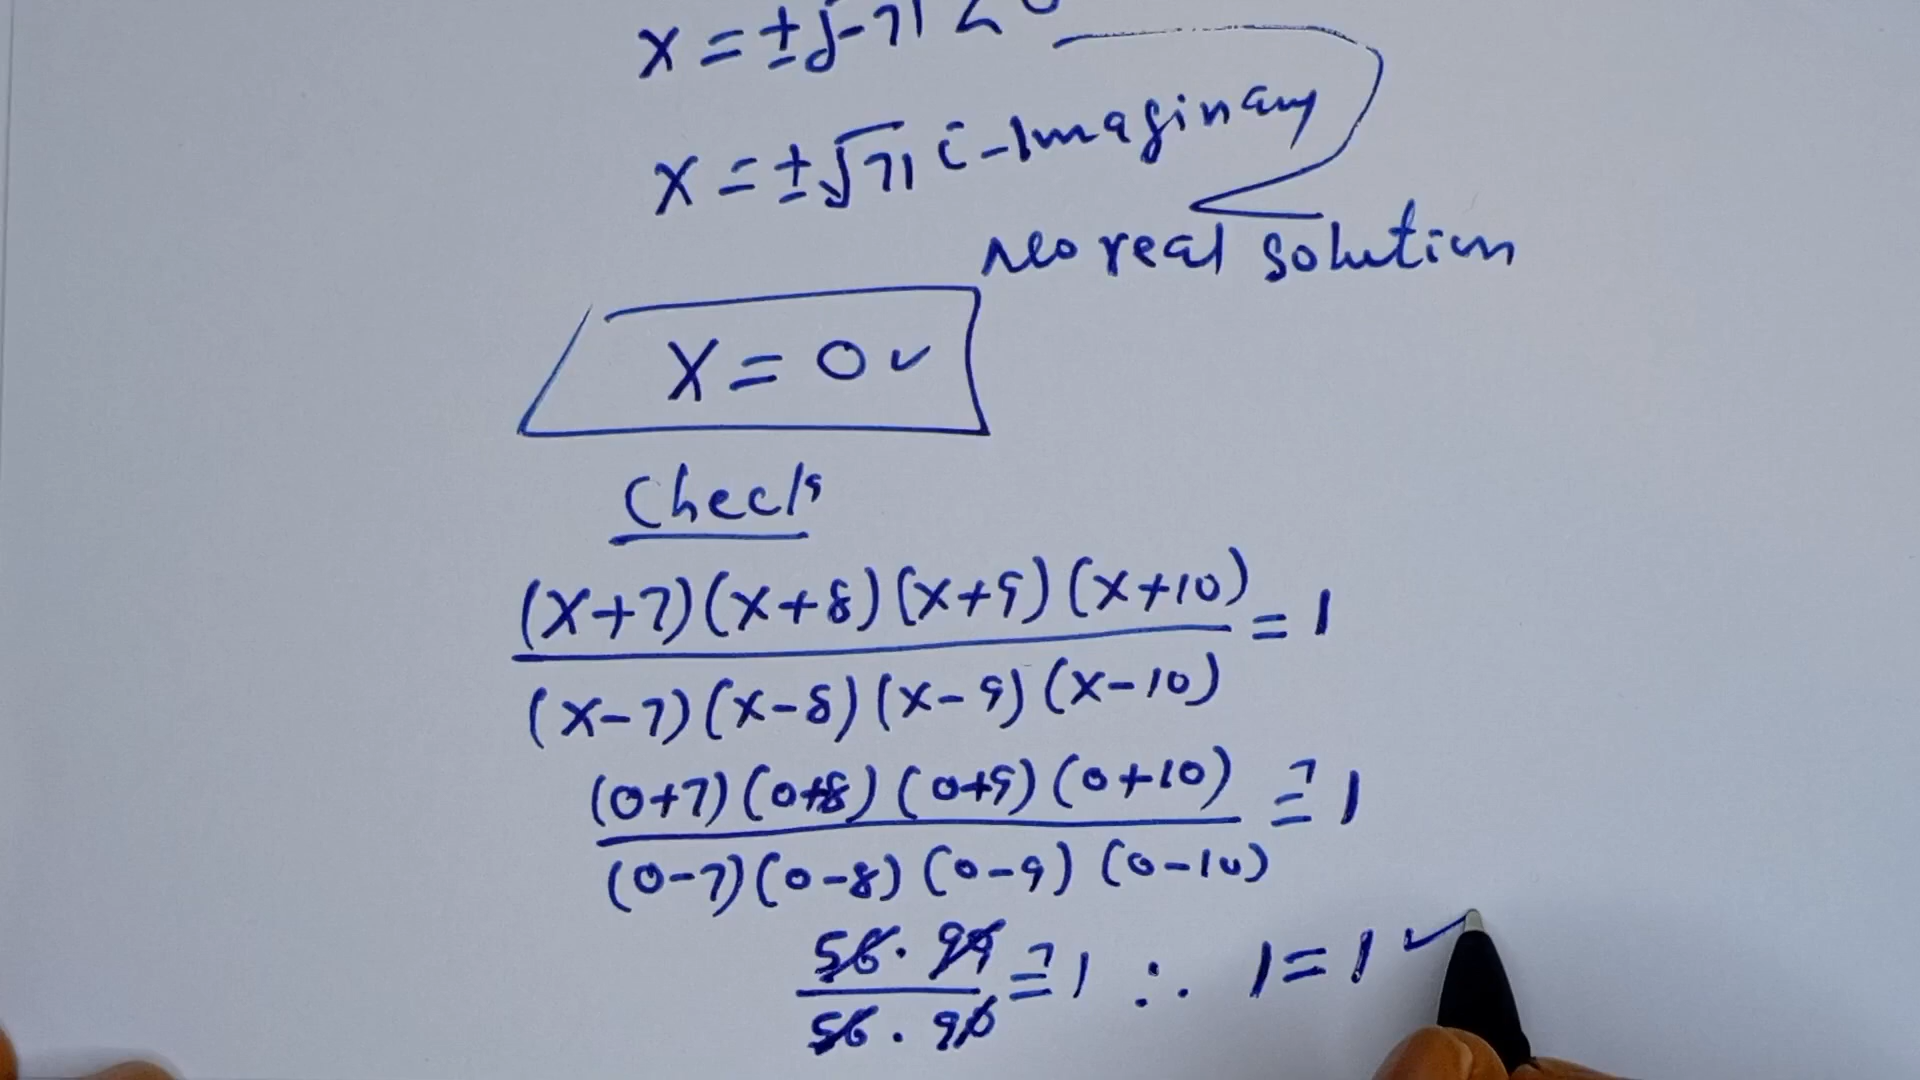 x = ±√-71 <
x = ±√71 i - Imaginary
No real solution
X = 0 ✓
Check
(x+7)(x+8)(x+9)(x+10) = 1
(x-7)(x-8)(x-9)(x-10)
(0+7)(0+8)(0+9)(0+10) ≟ 1
(0-7)(0-8)(0-9)(0-10)
56 . 90 ≟ 1 ∴ 1 = 1 ✓
56 . 90